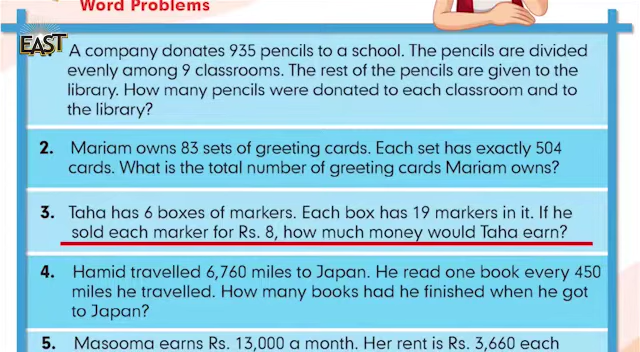 Word Problems
EAST
A company donates 935 pencils to a school. The pencils are divided
evenly among 9 classrooms. The rest of the pencils are given to the
library. How many pencils were donated to each classroom and to
the library?
2. Mariam owns 83 sets of greeting cards. Each set has exactly 504
cards. What is the total number of greeting cards Mariam owns?
3. Taha has 6 boxes of markers. Each box has 19 markers in it. If he
sold each marker for Rs. 8, how much money would Taha earn?
4. Hamid travelled 6,760 miles to Japan. He read one book every 450
miles he travelled. How many books had he finished when he got
to Japan?
5. Masooma earns Rs. 13,000 a month. Her rent is Rs. 3,660 each